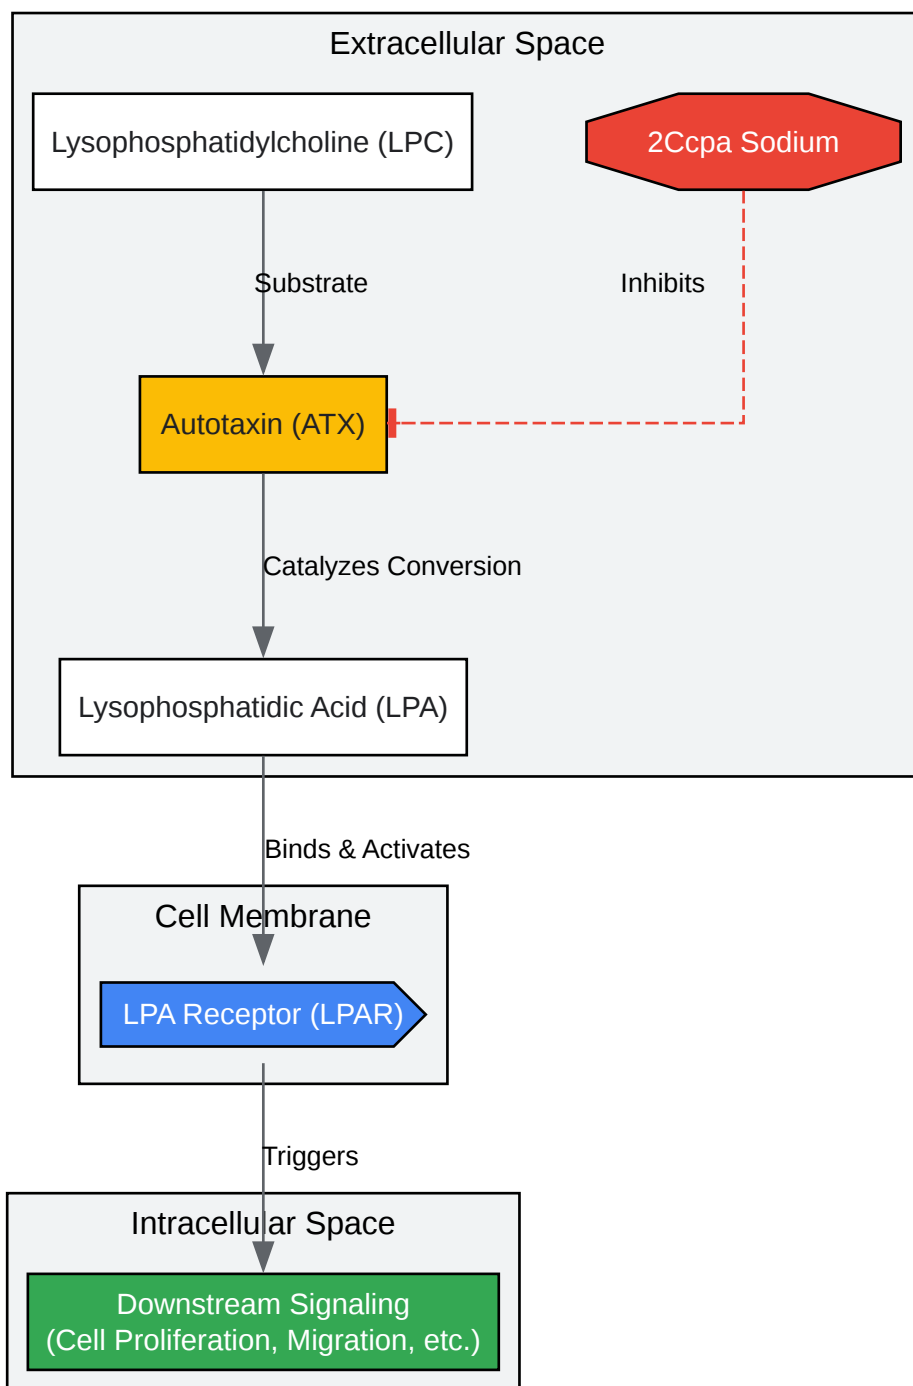 Extracellular Space
Lysophosphatidylcholine (LPC)
2Ccpa Sodium
Substrate
Inhibits
Autotaxin (ATX)
Catalyzes Conversion
Lysophosphatidic Acid (LPA)
Binds & Activates
Cell Membrane
LPA Receptor (LPAR)
Triggers
Intracellular Space
Downstream Signaling
(Cell Proliferation, Migration, etc.)